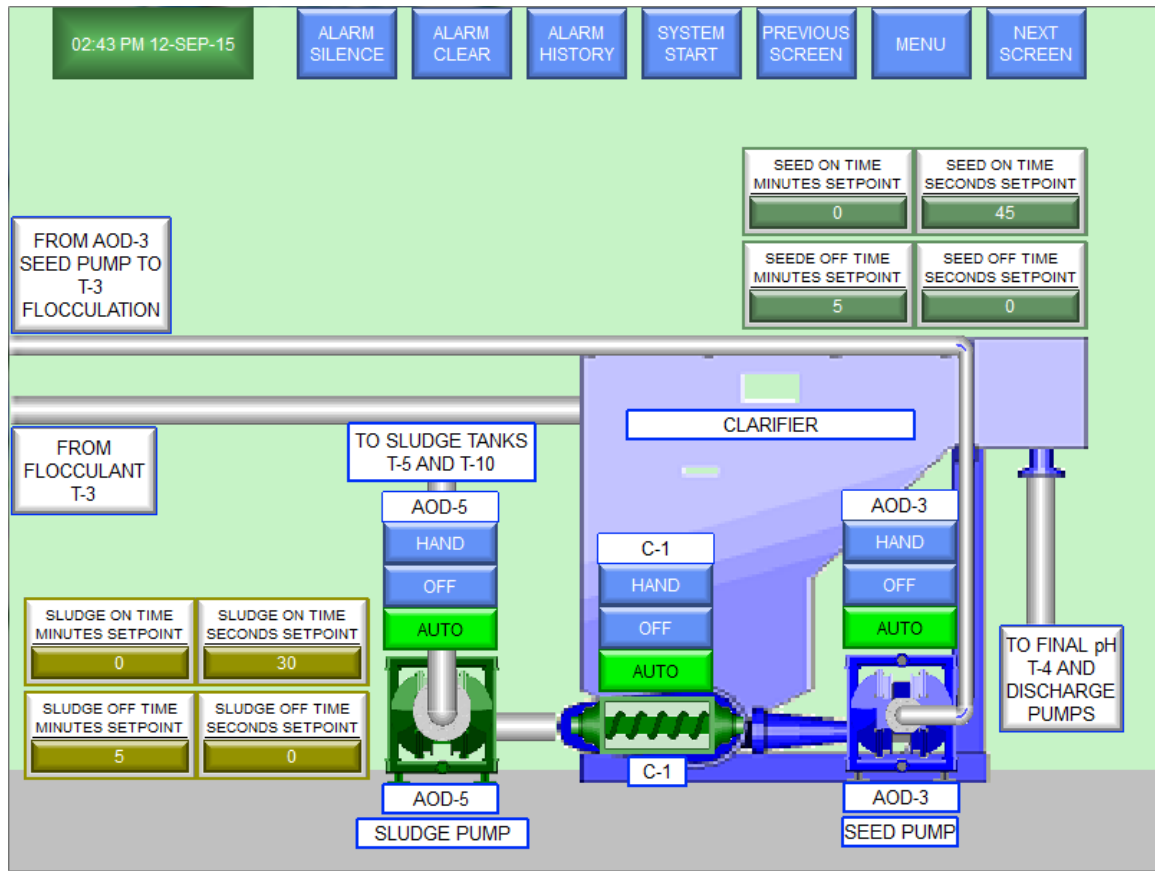 02:43 PM 12-SEP-15
ALARM
SILENCE
ALARM
CLEAR
ALARM
HISTORY
SYSTEM
START
PREVIOUS
SCREEN
MENU
NEXT
SCREEN
SEED ON TIME
MINUTES SETPOINT
0
SEED ON TIME
SECONDS SETPOINT
45
SEEDE OFF TIME
MINUTES SETPOINT
5
SEED OFF TIME
SECONDS SETPOINT
0
FROM AOD-3
SEED PUMP TO
T-3
FLOCCULATION
FROM
FLOCCULANT
T-3
TO SLUDGE TANKS
T-5 AND T-10
CLARIFIER
AOD-5
HAND
OFF
AUTO
C-1
HAND
OFF
AUTO
AOD-3
HAND
OFF
AUTO
SLUDGE ON TIME
MINUTES SETPOINT
0
SLUDGE ON TIME
SECONDS SETPOINT
30
SLUDGE OFF TIME
MINUTES SETPOINT
5
SLUDGE OFF TIME
SECONDS SETPOINT
0
TO FINAL pH
T-4 AND
DISCHARGE
PUMPS
C-1
AOD-5
SLUDGE PUMP
AOD-3
SEED PUMP